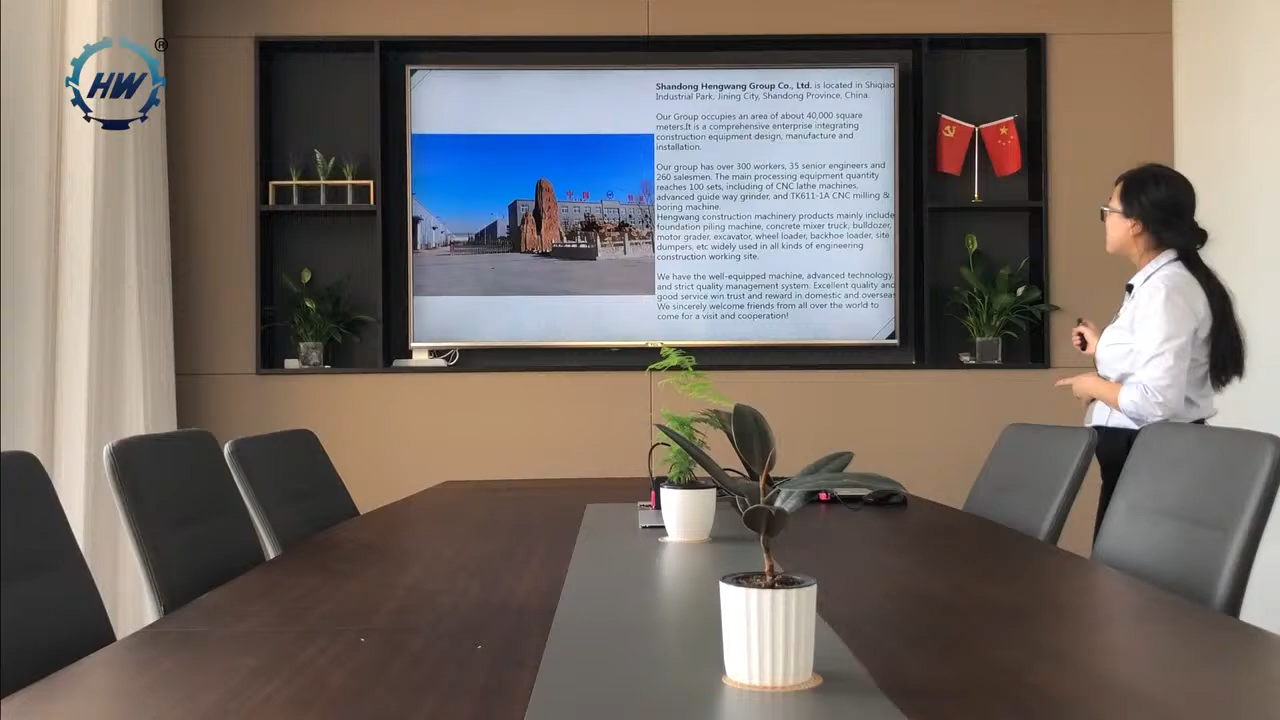 HW®
Shandong Hengwang Group Co., Ltd. is located in Shiqiao
Industrial Park, Jining City, Shandong Province, China.
Our Group occupies an area of about 40,000 square
meters.It is a comprehensive enterprise integrating
construction equipment design, manufacture and
installation.
Our group has over 300 workers, 35 senior engineers and
260 salesmen. The main processing equipment quantity
reaches 100 sets, including of CNC lathe machines,
advanced guide way grinder, and TK611-1A CNC milling &
boring machine.
Hengwang construction machinery products mainly include
foundation piling machine, concrete mixer truck, bulldozer,
motor grader, excavator, wheel loader, backhoe loader, site
dumpers, etc widely used in all kinds of engineering
construction working site.
We have the well-equipped machine, advanced technology,
and strict quality management system. Excellent quality and
good service win trust and reward in domestic and overseas
We sincerely welcome friends from all over the world to
come for a visit and cooperation!